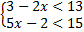 3 − 2x < 13
5x − 2 < 15